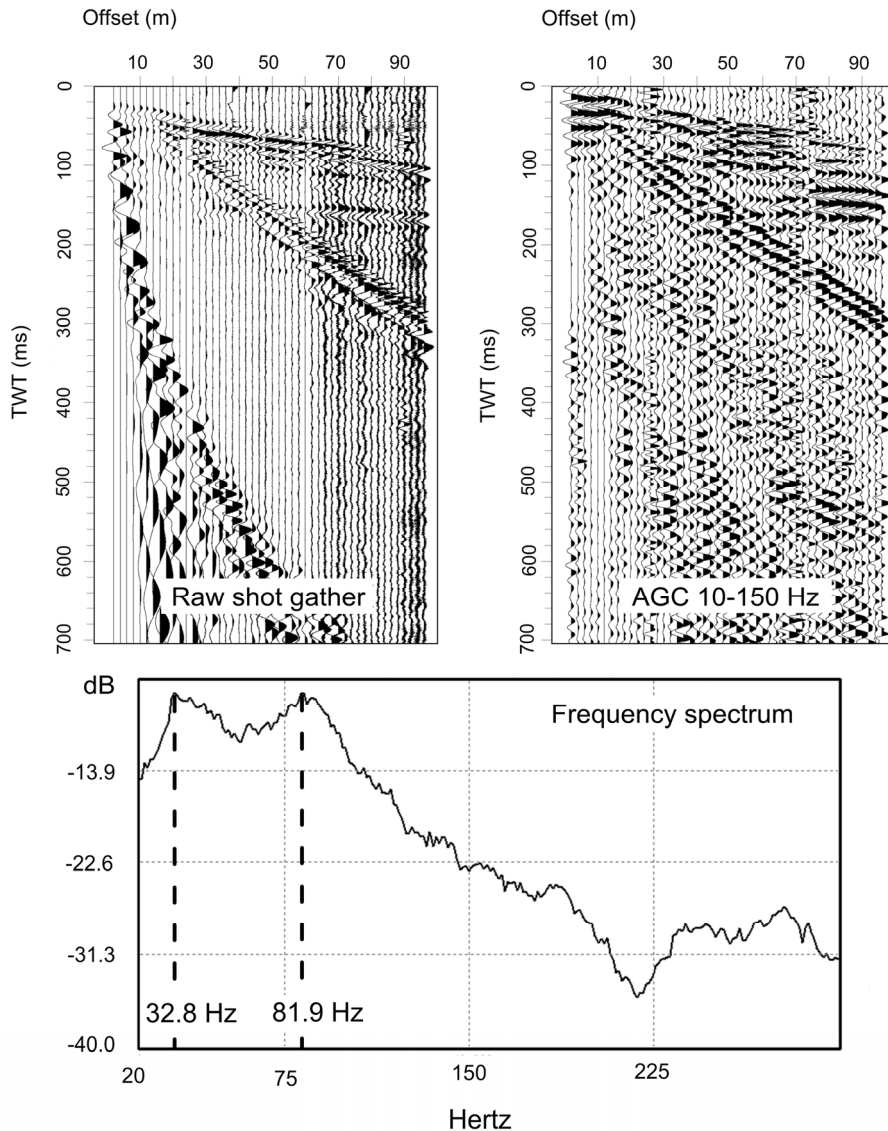 Offset (m)
10 30 50 60 70 90
0
100
200
300
400
500
600
700
TWT (ms)
Raw shot gather
Offset (m)
10 30 50 70 90
0
100
200
300
400
500
600
700
TWT (ms)
AGC 10-150 Hz
dB
Frequency spectrum
-13.9
-22.6
-31.3
-40.0
32.8 Hz 81.9 Hz
20 75 150 225
Hertz